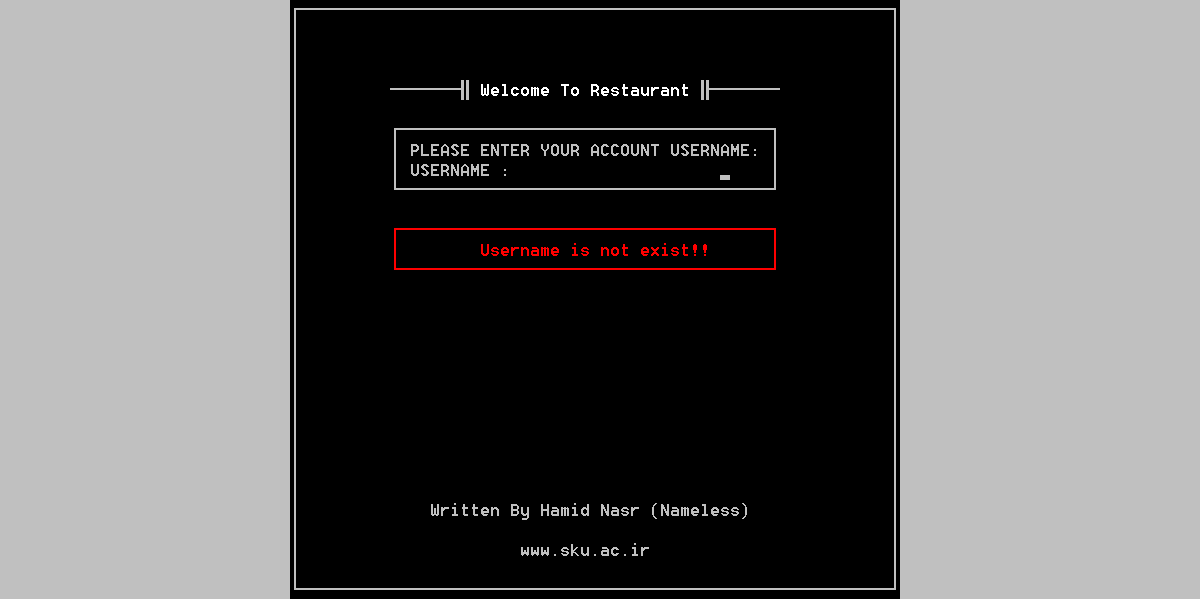 Welcome To Restaurant
PLEASE ENTER YOUR ACCOUNT USERNAME:
USERNAME :
Username is not exist!!
Written By Hamid Nasr (Nameless)
www.sku.ac.ir